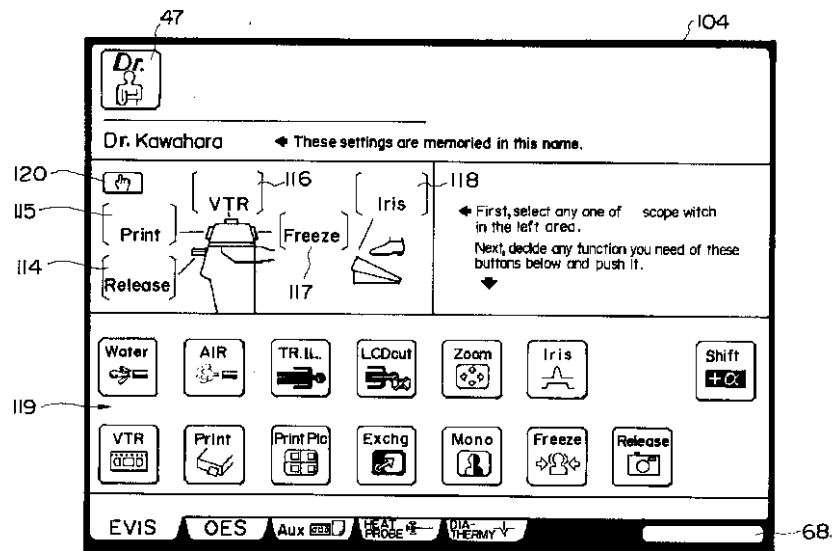 47
104
Dr.
Dr. Kawahara ← These settings are memoried in this name.
120
116
118
VTR
Iris
115
Print
Freeze
← First, select any one of scope witch
in the left area.
Next, decide any function you need of these
buttons below and push it.
114
Release
117
Water AIR TR.IL. LCDcut Zoom Iris Shift
+α
119
VTR Print Print Pic Exchg Mono Freeze Release
EVIS OES Aux HEAT PROBE DIA-THERMY
68